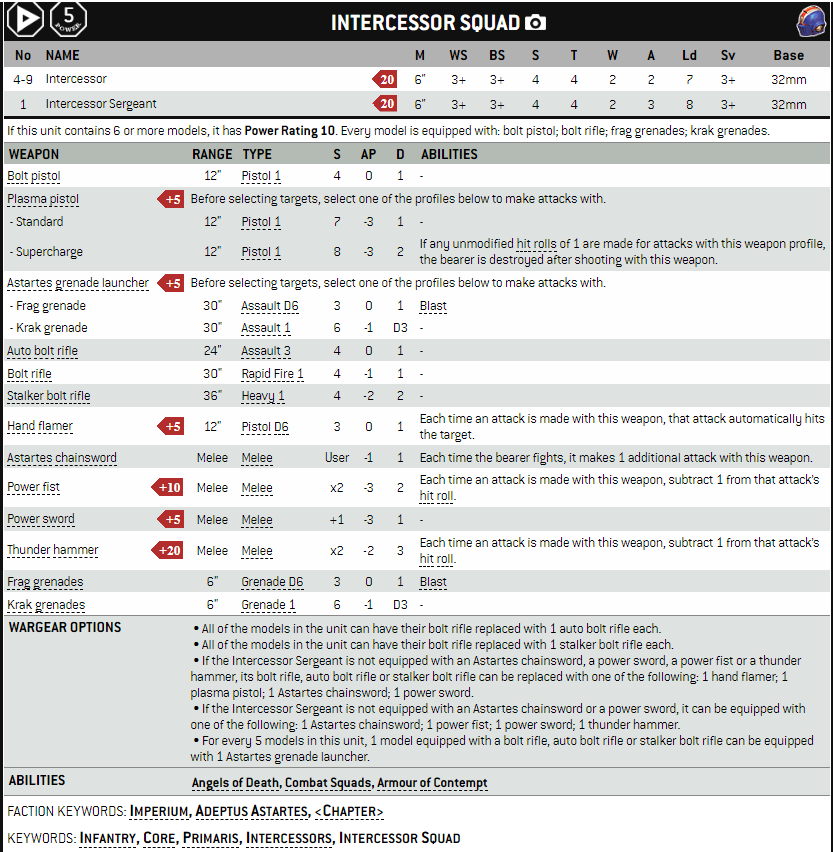 5
POWER
INTERCESSOR SQUAD
No NAME M WS BS S T W A Ld Sv Base
4-9 Intercessor 20 6" 3+ 3+ 4 4 2 2 7 3+ 32mm
1 Intercessor Sergeant 20 6" 3+ 3+ 4 4 2 3 8 3+ 32mm
If this unit contains 6 or more models, it has Power Rating 10. Every model is equipped with: bolt pistol; bolt rifle; frag grenades; krak grenades.
WEAPON RANGE TYPE S AP D ABILITIES
Bolt pistol 12" Pistol 1 4 0 1 -
Plasma pistol +5 Before selecting targets, select one of the profiles below to make attacks with.
- Standard 12" Pistol 1 7 -3 1 -
- Supercharge 12" Pistol 1 8 -3 2 If any unmodified hit rolls of 1 are made for attacks with this weapon profile,
the bearer is destroyed after shooting with this weapon.
Astartes grenade launcher +5 Before selecting targets, select one of the profiles below to make attacks with.
- Frag grenade 30" Assault D6 3 0 1 Blast
- Krak grenade 30" Assault 1 6 -1 D3 -
Auto bolt rifle 24" Assault 3 4 0 1 -
Bolt rifle 30" Rapid Fire 1 4 -1 1 -
Stalker bolt rifle 36" Heavy 1 4 -2 2 -
Hand flamer +5 12" Pistol D6 3 0 1 Each time an attack is made with this weapon, that attack automatically hits
the target.
Astartes chainsword Melee Melee User -1 1 Each time the bearer fights, it makes 1 additional attack with this weapon.
Power fist +10 Melee Melee x2 -3 2 Each time an attack is made with this weapon, subtract 1 from that attack's
hit roll.
Power sword +5 Melee Melee +1 -3 1 -
Thunder hammer +20 Melee Melee x2 -2 3 Each time an attack is made with this weapon, subtract 1 from that attack's
hit roll.
Frag grenades 6" Grenade D6 3 0 1 Blast
Krak grenades 6" Grenade 1 6 -1 D3 -
WARGEAR OPTIONS
• All of the models in the unit can have their bolt rifle replaced with 1 auto bolt rifle each.
• All of the models in the unit can have their bolt rifle replaced with 1 stalker bolt rifle each.
• If the Intercessor Sergeant is not equipped with an Astartes chainsword, a power sword, a power fist or a thunder
hammer, its bolt rifle, auto bolt rifle or stalker bolt rifle can be replaced with one of the following: 1 hand flamer; 1
plasma pistol; 1 Astartes chainsword; 1 power sword.
• If the Intercessor Sergeant is not equipped with an Astartes chainsword or a power sword, it can be equipped with
one of the following: 1 Astartes chainsword; 1 power fist; 1 power sword; 1 thunder hammer.
• For every 5 models in this unit, 1 model equipped with a bolt rifle, auto bolt rifle or stalker bolt rifle can be equipped
with 1 Astartes grenade launcher.
ABILITIES Angels of Death, Combat Squads, Armour of Contempt
FACTION KEYWORDS: IMPERIUM, ADEPTUS ASTARTES, <CHAPTER>
KEYWORDS: INFANTRY, CORE, PRIMARIS, INTERCESSORS, INTERCESSOR SQUAD